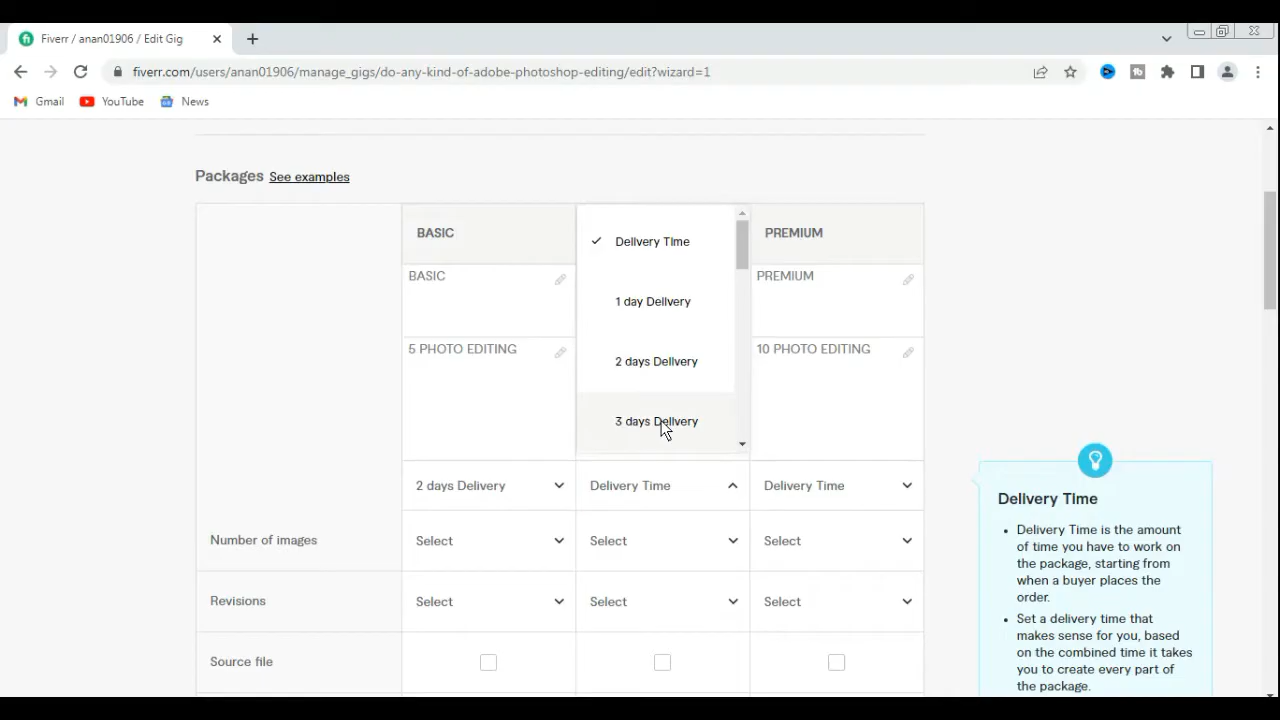 Fiverr / anan01906 / Edit Gig
fiverr.com/users/anan01906/manage_gigs/do-any-kind-of-adobe-photoshop-editing/edit?wizard=1
Gmail YouTube News
Packages See examples
BASIC PREMIUM
BASIC PREMIUM
5 PHOTO EDITING 10 PHOTO EDITING
Delivery Time
1 day Delivery
2 days Delivery
3 days Delivery
2 days Delivery Delivery Time Delivery Time
Number of images Select Select Select
Revisions Select Select Select
Source file
Delivery Time
• Delivery Time is the amount
of time you have to work on
the package, starting from
when a buyer places the
order.
• Set a delivery time that
makes sense for you, based
on the combined time it takes
you to create every part of
the package.